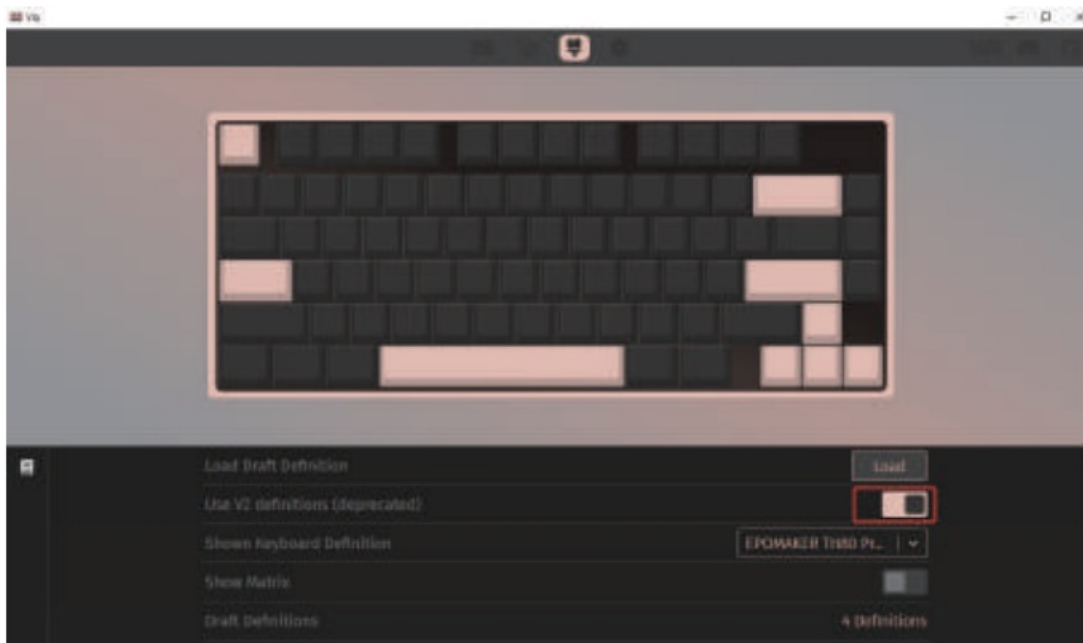 Via
Load Draft Definition
Load
Use V2 definitions (deprecated)
Shown Keyboard Definition
EPOMAKER TH80 Pr...
Show Matrix
Draft Definitions
4 Definitions